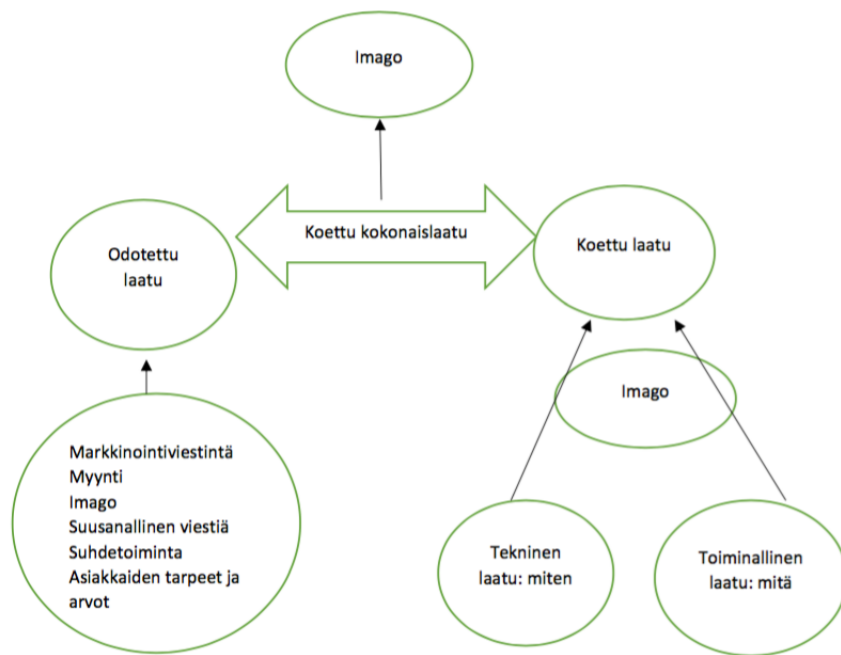 Imago
Koettu kokonaislaatu
Odotettu
laatu
Koettu laatu
Imago
Markkinointiviestintä
Myynti
Imago
Suusanallinen viestiä
Suhdetoiminta
Asiakkaiden tarpeet ja
arvot
Tekninen
laatu: miten
Toiminallinen
laatu: mitä